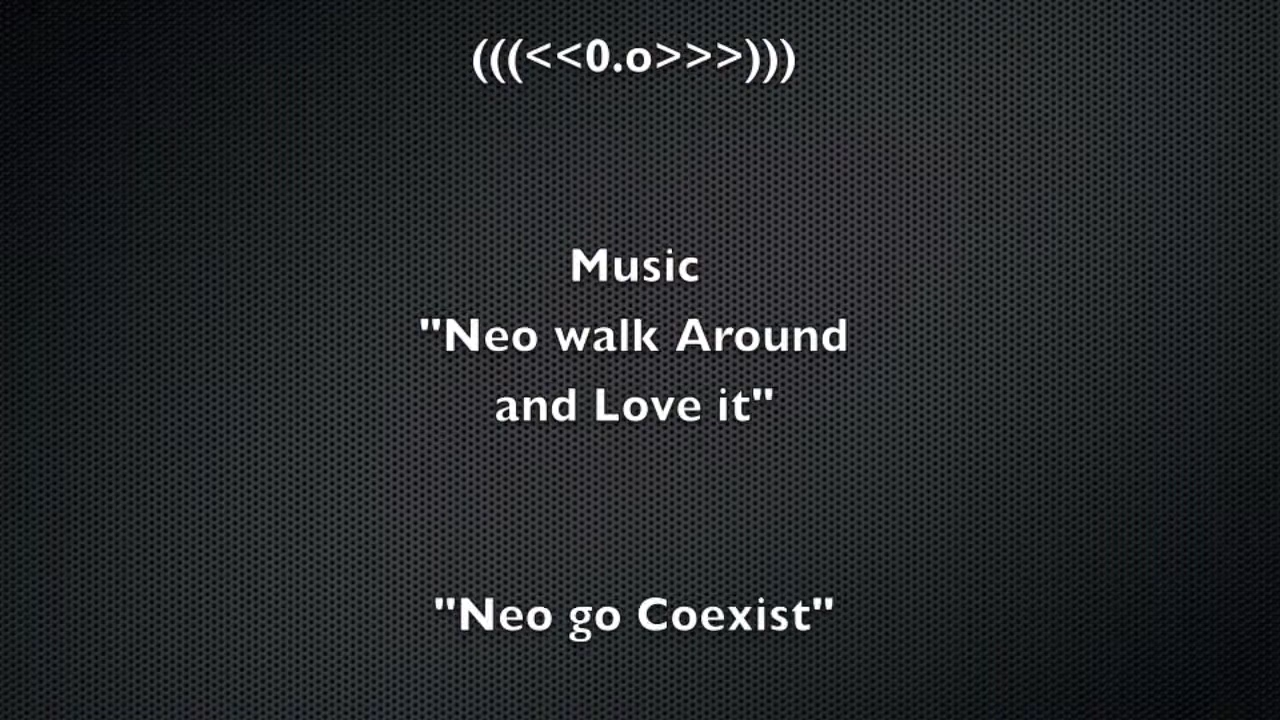 (((<<0.o>>>)))
Music
"Neo walk Around
and Love it"
"Neo go Coexist"